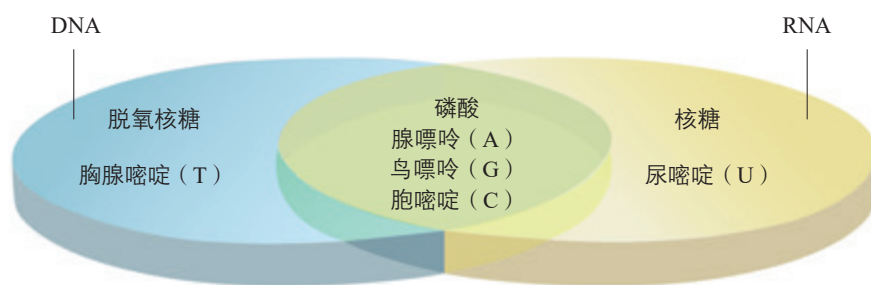 DNA
RNA
脱氧核糖
胸腺嘧啶（T）
磷酸
腺嘌呤（A）
鸟嘌呤（G）
胞嘧啶（C）
核糖
尿嘧啶（U）